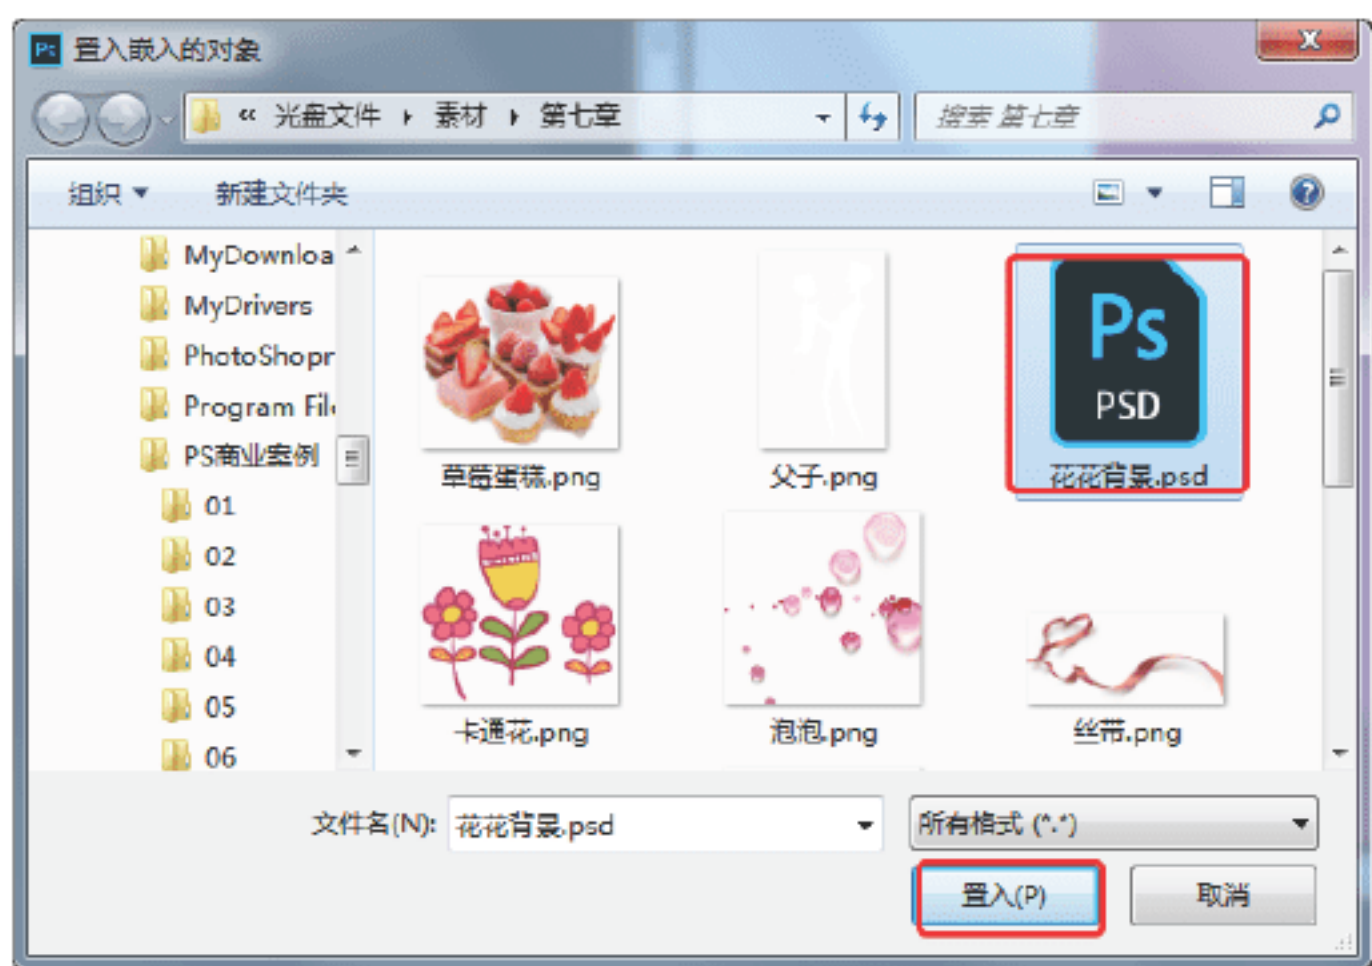 Ps 置入嵌入的对象
« 光盘文件 ▸ 素材 ▸ 第七章
搜索 第七章
组织 新建文件夹
MyDownloa
MyDrivers
PhotoShopr
Program File
PS商业案例
01
02
03
04
05
06
草莓蛋糕.png
父子.png
Ps
PSD
花花背景.psd
卡通花.png
泡泡.png
丝带.png
文件名(N): 花花背景.psd
所有格式 (*.*)
置入(P)
取消